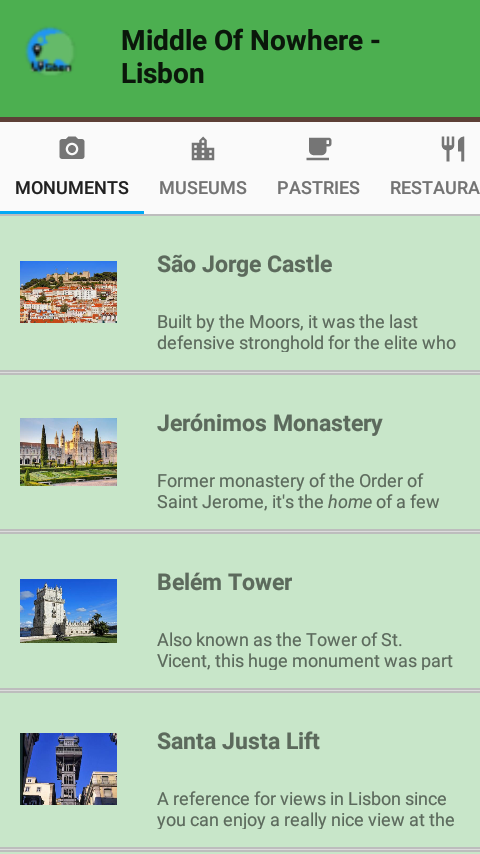 Middle Of Nowhere -
Lisbon
MONUMENTS
MUSEUMS
PASTRIES
RESTAURA
São Jorge Castle
Built by the Moors, it was the last
defensive stronghold for the elite who
Jerónimos Monastery
Former monastery of the Order of
Saint Jerome, it's the home of a few
Belém Tower
Also known as the Tower of St.
Vicent, this huge monument was part
Santa Justa Lift
A reference for views in Lisbon since
you can enjoy a really nice view at the